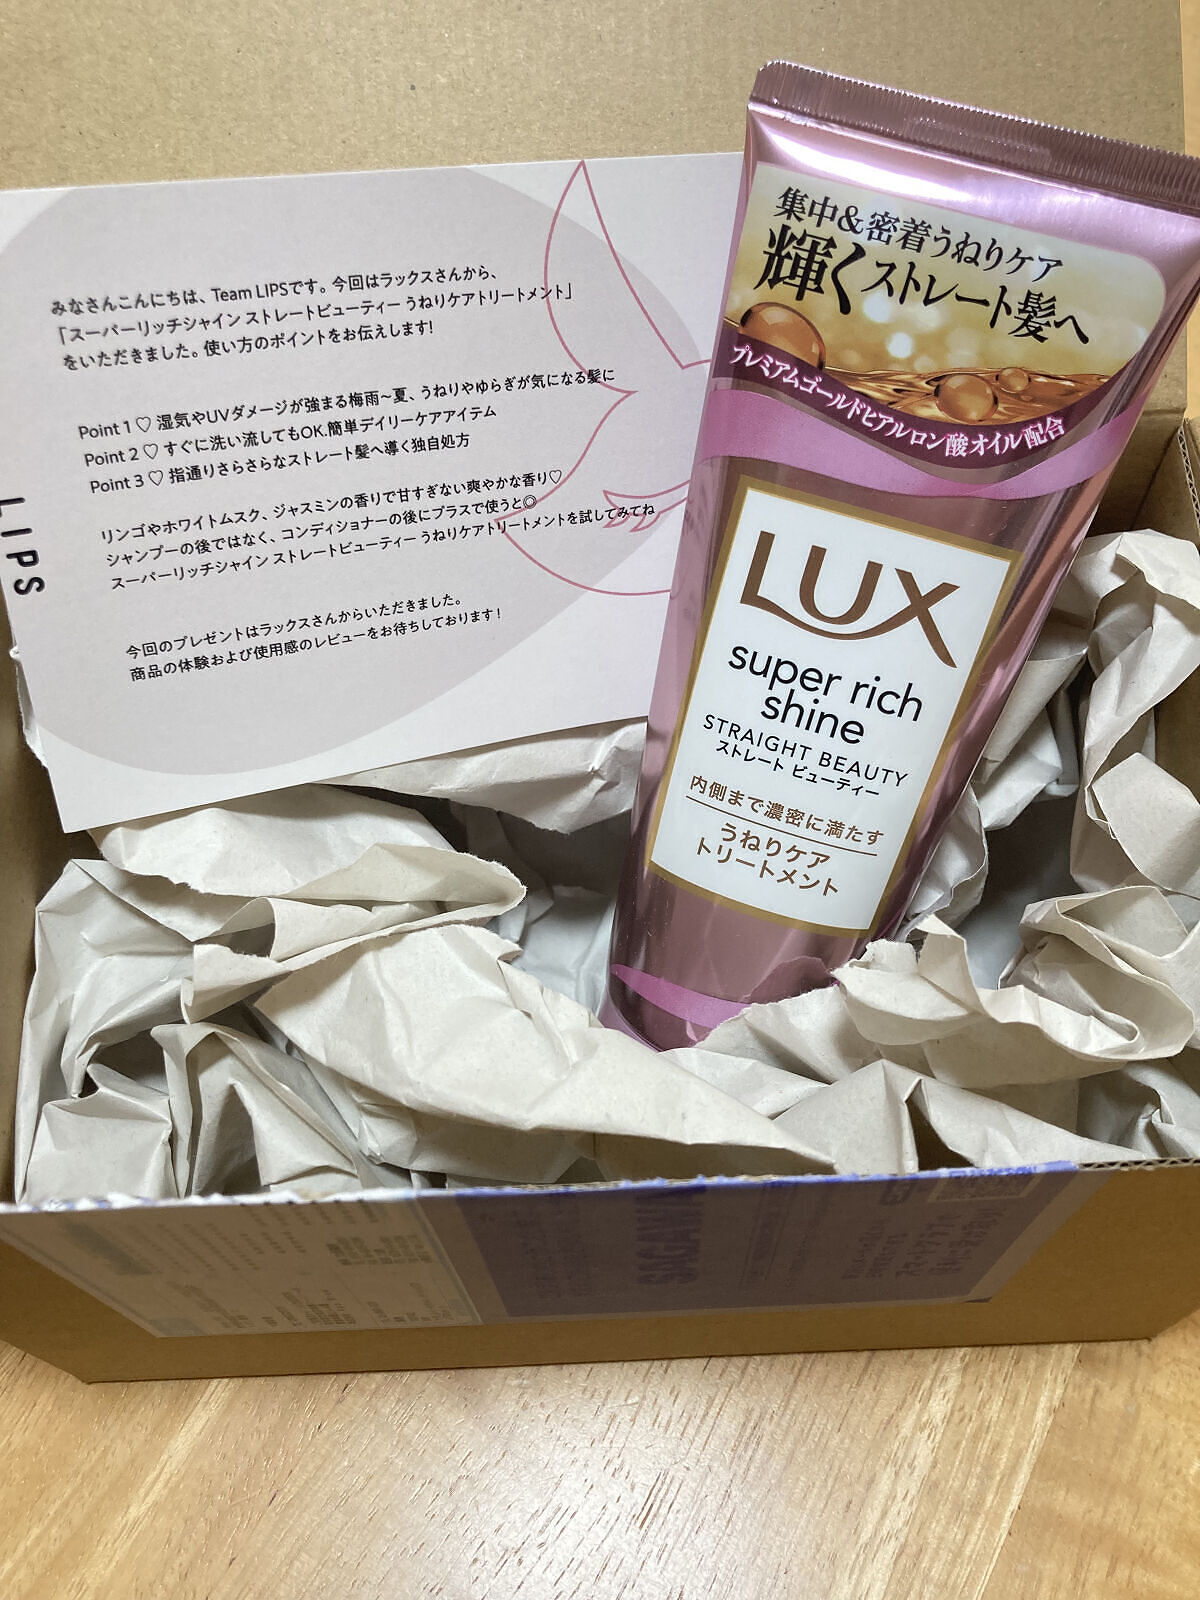 みなさんこんにちは、Team LIPSです。今回はラックスさんから、
「スーパーリッチシャイン ストレートビューティー うねりケアトリートメント」
をいただきました。使い方のポイントをお伝えします!
Point 1 ♡ 湿気やUVダメージが強まる梅雨～夏、うねりやゆらぎが気になる髪に
Point 2 ♡ すぐに洗い流してもOK.簡単デイリーケアアイテム
Point 3 ♡ 指通りさらさらなストレート髪へ導く独自処方
リンゴやホワイトムスク、ジャスミンの香りで甘すぎない爽やかな香り♡
シャンプーの後ではなく、コンディショナーの後にプラスで使うと◎
スーパーリッチシャイン ストレートビューティー うねりケアトリートメントを試してみてね
今回のプレゼントはラックスさんからいただきました。
商品の体験および使用感のレビューをお待ちしております!
LIPS
集中&密着うねりケア
輝くストレート髪へ
プレミアムゴールドヒアルロン酸オイル配合
LUX
super rich
shine
STRAIGHT BEAUTY
ストレート ビューティー
内側まで濃密に満たす
うねりケア
トリートメント